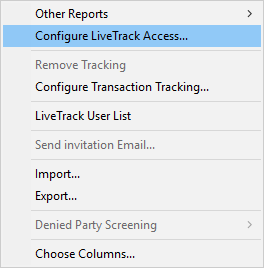 Other Reports
Configure LiveTrack Access...
Remove Tracking
Configure Transaction Tracking...
LiveTrack User List
Send invitation Email...
Import...
Export...
Denied Party Screening
Choose Columns...